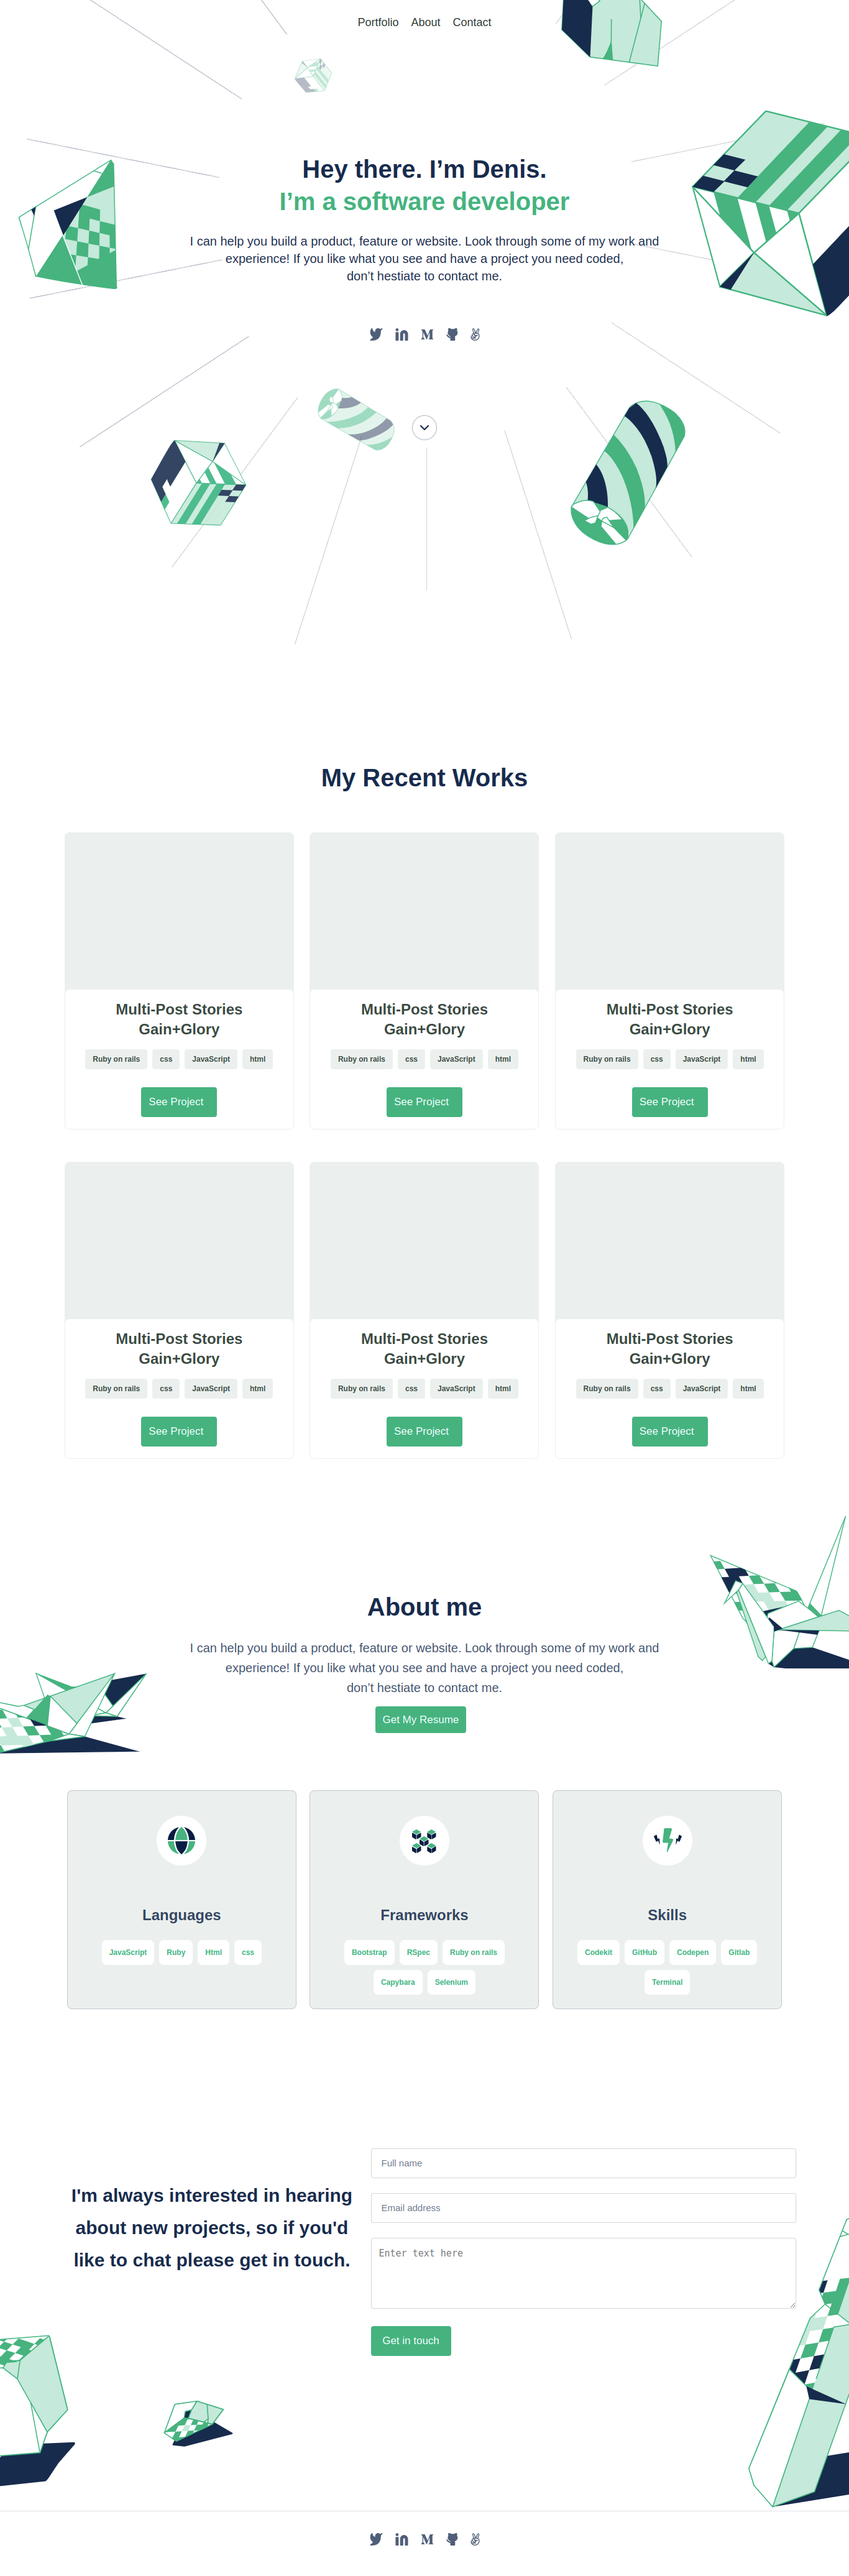 Portfolio About Contact
Hey there. I’m Denis.
I’m a software developer
I can help you build a product, feature or website. Look through some of my work and
experience! If you like what you see and have a project you need coded,
don’t hestiate to contact me.
My Recent Works
Multi-Post Stories
Gain+Glory
Ruby on rails css JavaScript html
See Project
Multi-Post Stories
Gain+Glory
Ruby on rails css JavaScript html
See Project
Multi-Post Stories
Gain+Glory
Ruby on rails css JavaScript html
See Project
Multi-Post Stories
Gain+Glory
Ruby on rails css JavaScript html
See Project
Multi-Post Stories
Gain+Glory
Ruby on rails css JavaScript html
See Project
Multi-Post Stories
Gain+Glory
Ruby on rails css JavaScript html
See Project
About me
I can help you build a product, feature or website. Look through some of my work and
experience! If you like what you see and have a project you need coded,
don’t hestiate to contact me.
Get My Resume
Languages
JavaScript Ruby Html css
Frameworks
Bootstrap RSpec Ruby on rails
Capybara Selenium
Skills
Codekit GitHub Codepen Gitlab
Terminal
I'm always interested in hearing
about new projects, so if you'd
like to chat please get in touch.
Full name
Email address
Enter text here
Get in touch